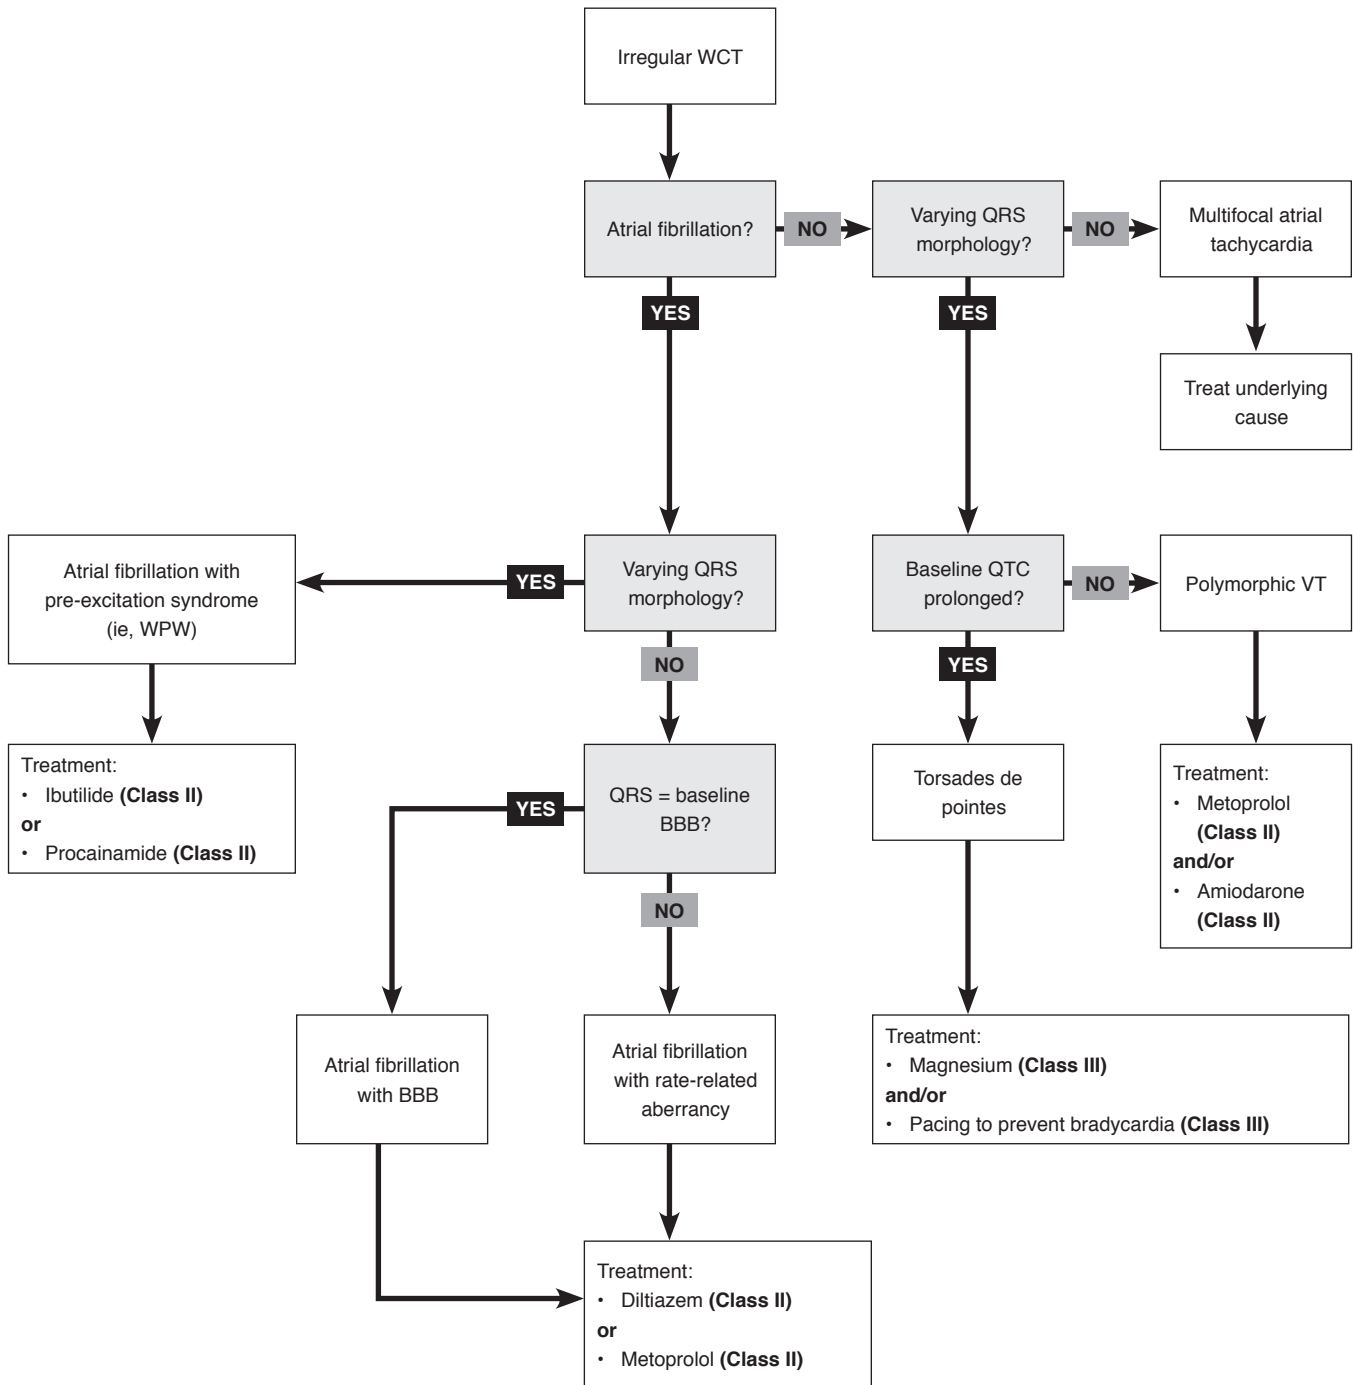 Irregular WCT
Atrial fibrillation?
NO
Varying QRS
morphology?
NO
Multifocal atrial
tachycardia
YES
YES
Treat underlying
cause
Atrial fibrillation with
pre-excitation syndrome
(ie, WPW)
YES
Varying QRS
morphology?
Baseline QTC
prolonged?
NO
Polymorphic VT
NO
YES
Treatment:
• Ibutilide (Class II)
or
• Procainamide (Class II)
YES
QRS = baseline
BBB?
Torsades de
pointes
Treatment:
• Metoprolol
(Class II)
and/or
• Amiodarone
(Class II)
NO
Atrial fibrillation
with BBB
Atrial fibrillation
with rate-related
aberrancy
Treatment:
• Magnesium (Class III)
and/or
• Pacing to prevent bradycardia (Class III)
Treatment:
• Diltiazem (Class II)
or
• Metoprolol (Class II)